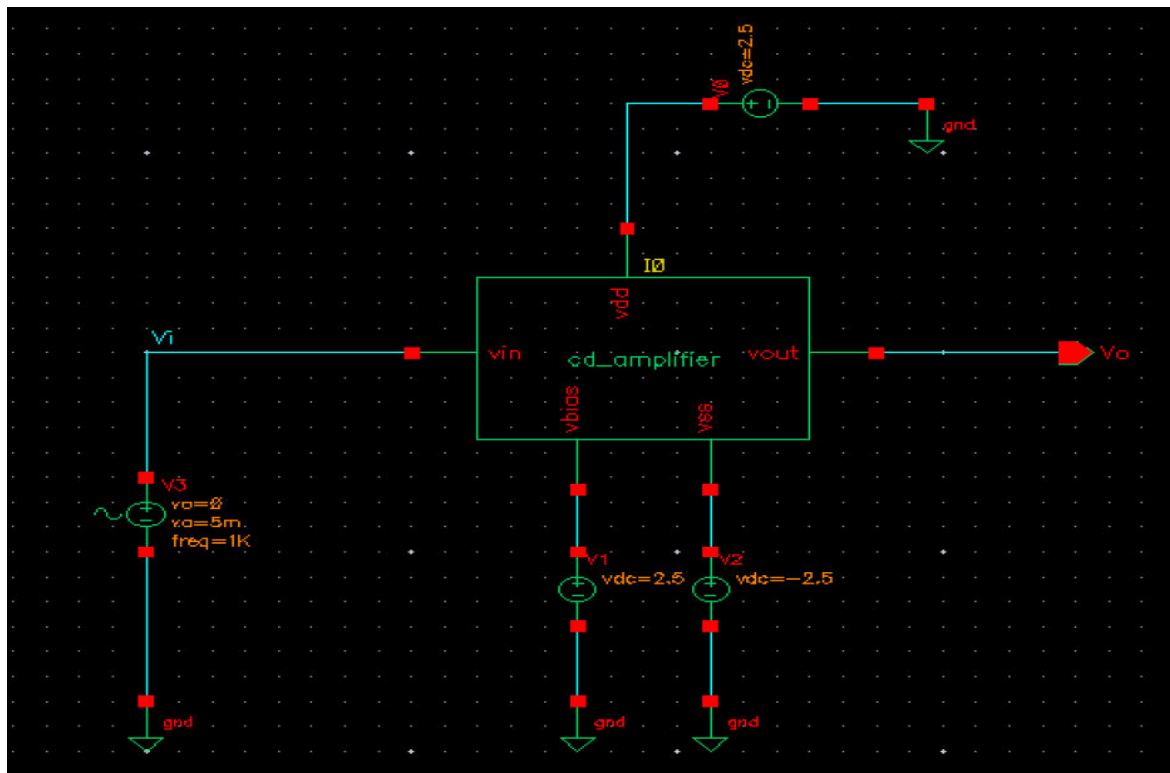 vdc=2.5
V0
gnd
I0
vdd
Vi
vin
cd_amplifier
vout
Vo
vbias
vss
V3
vo=0
va=5m
freq=1K
V1
vdc=2.5
V2
vdc=-2.5
gnd
gnd
gnd